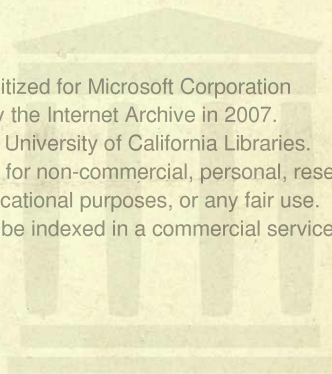 itized for Microsoft Corporation
y the Internet Archive in 2007.
University of California Libraries.
for non-commercial, personal, rese
cational purposes, or any fair use.
be indexed in a commercial service